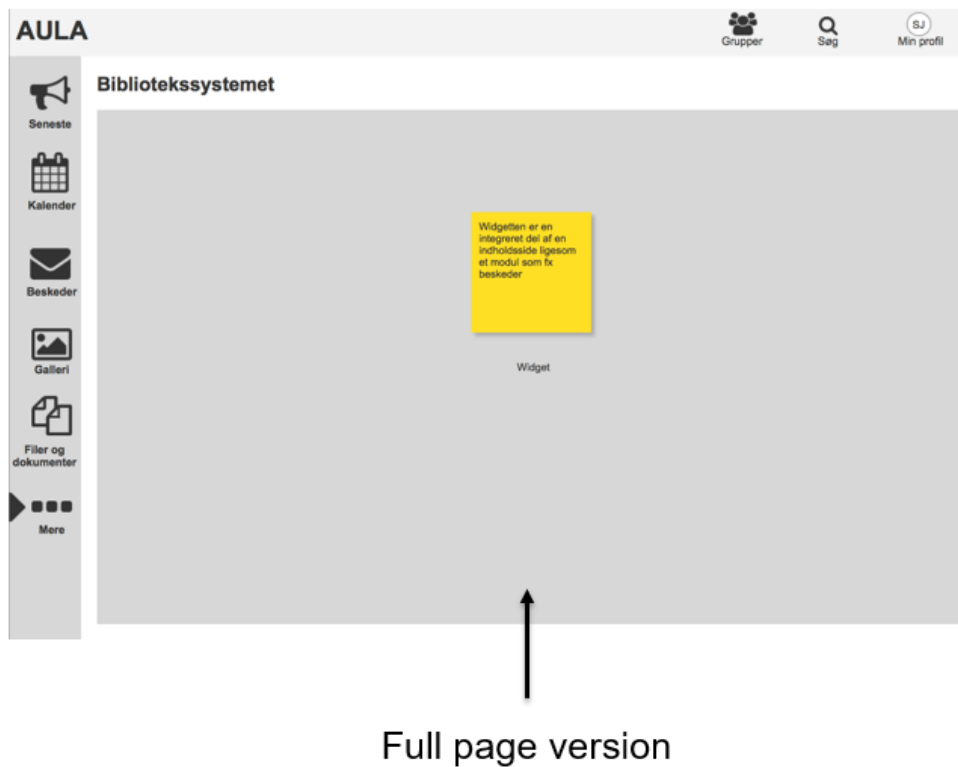 AULA
Grupper
Søg
SJ
Min profil
Seneste
Kalender
Beskeder
Galleri
Filer og
dokumenter
Mere
Bibliotekssystemet
Widgetten er en
integreret del af en
indholdsside ligesom
et modul som fx
beskeder
Widget
Full page version